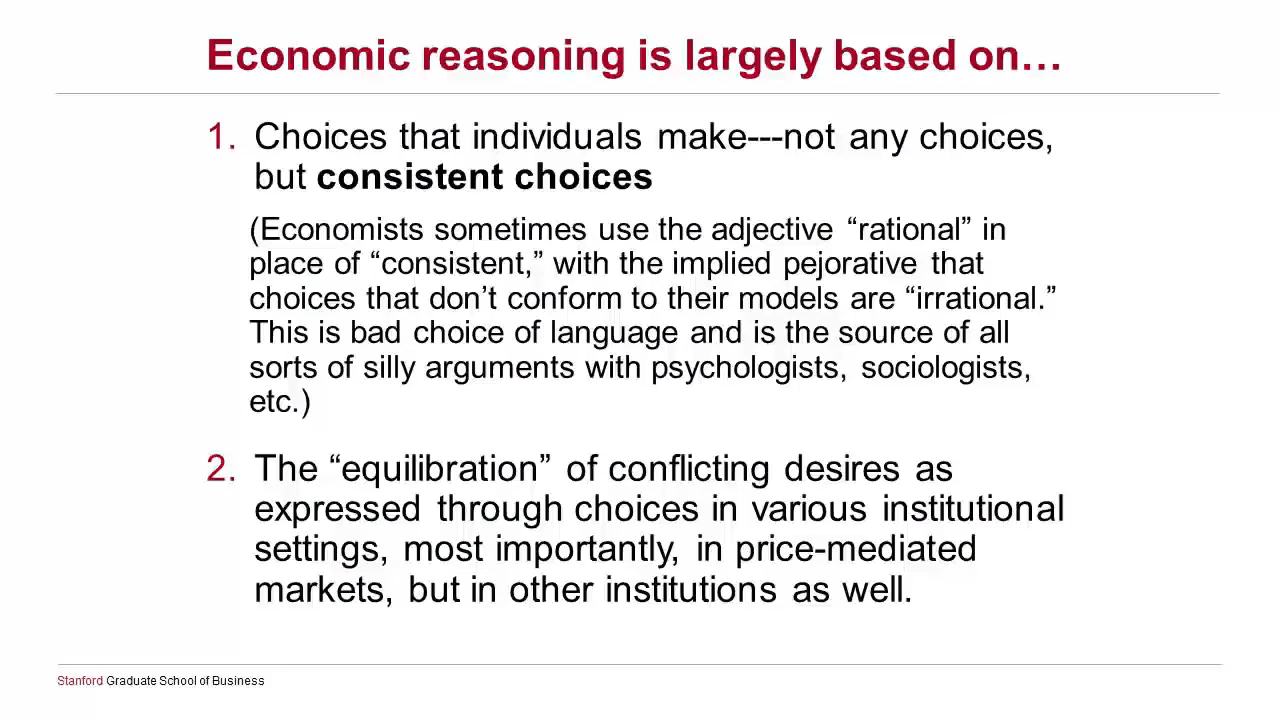 Economic reasoning is largely based on…
1. Choices that individuals make---not any choices,
but consistent choices
(Economists sometimes use the adjective “rational” in
place of “consistent,” with the implied pejorative that
choices that don’t conform to their models are “irrational.”
This is bad choice of language and is the source of all
sorts of silly arguments with psychologists, sociologists,
etc.)
2. The “equilibration” of conflicting desires as
expressed through choices in various institutional
settings, most importantly, in price-mediated
markets, but in other institutions as well.
Stanford Graduate School of Business